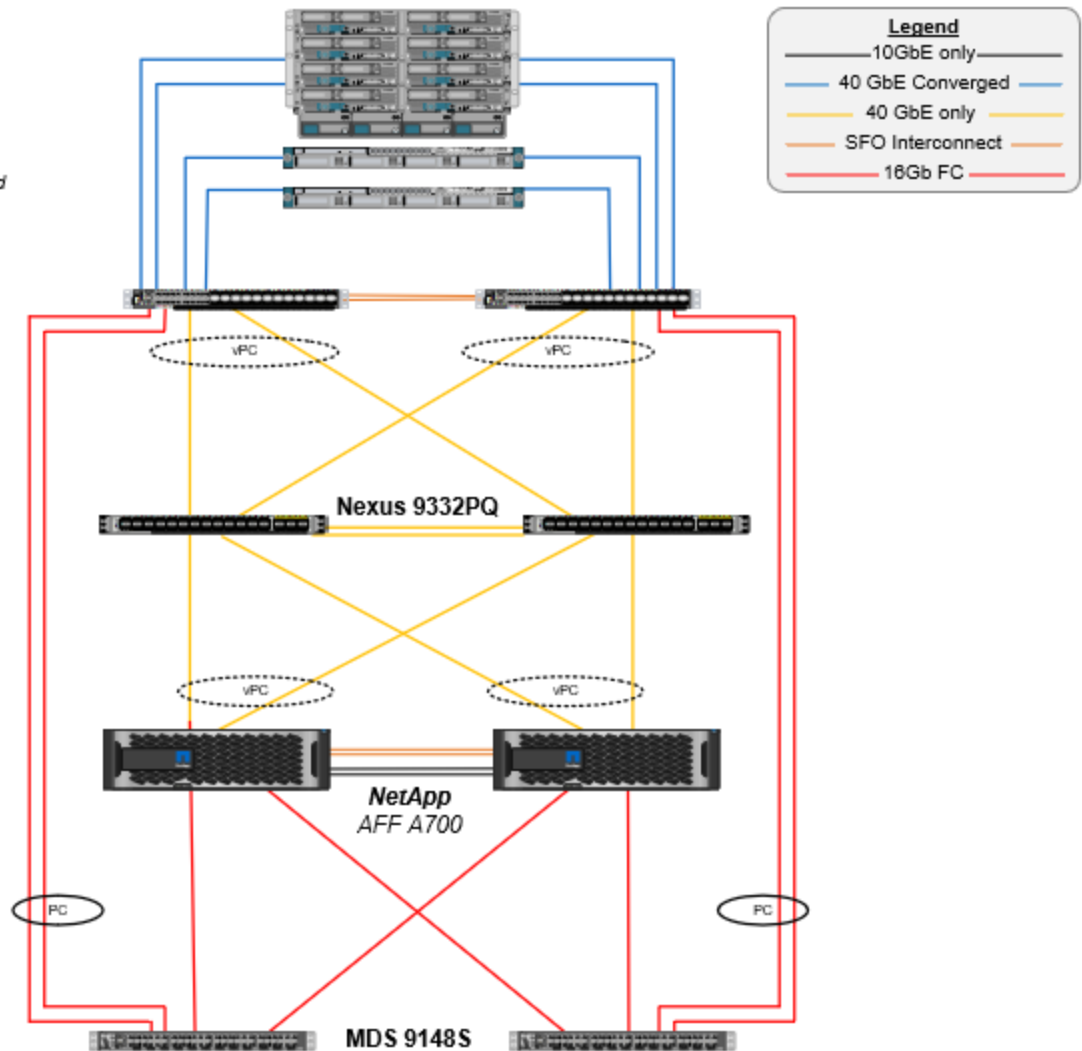 Legend
10GbE only
40 GbE Converged
40 GbE only
SFO Interconnect
16Gb FC
vPC
vPC
Nexus 9332PQ
vPC
vPC
NetApp
AFF A700
PC
PC
MDS 9148S